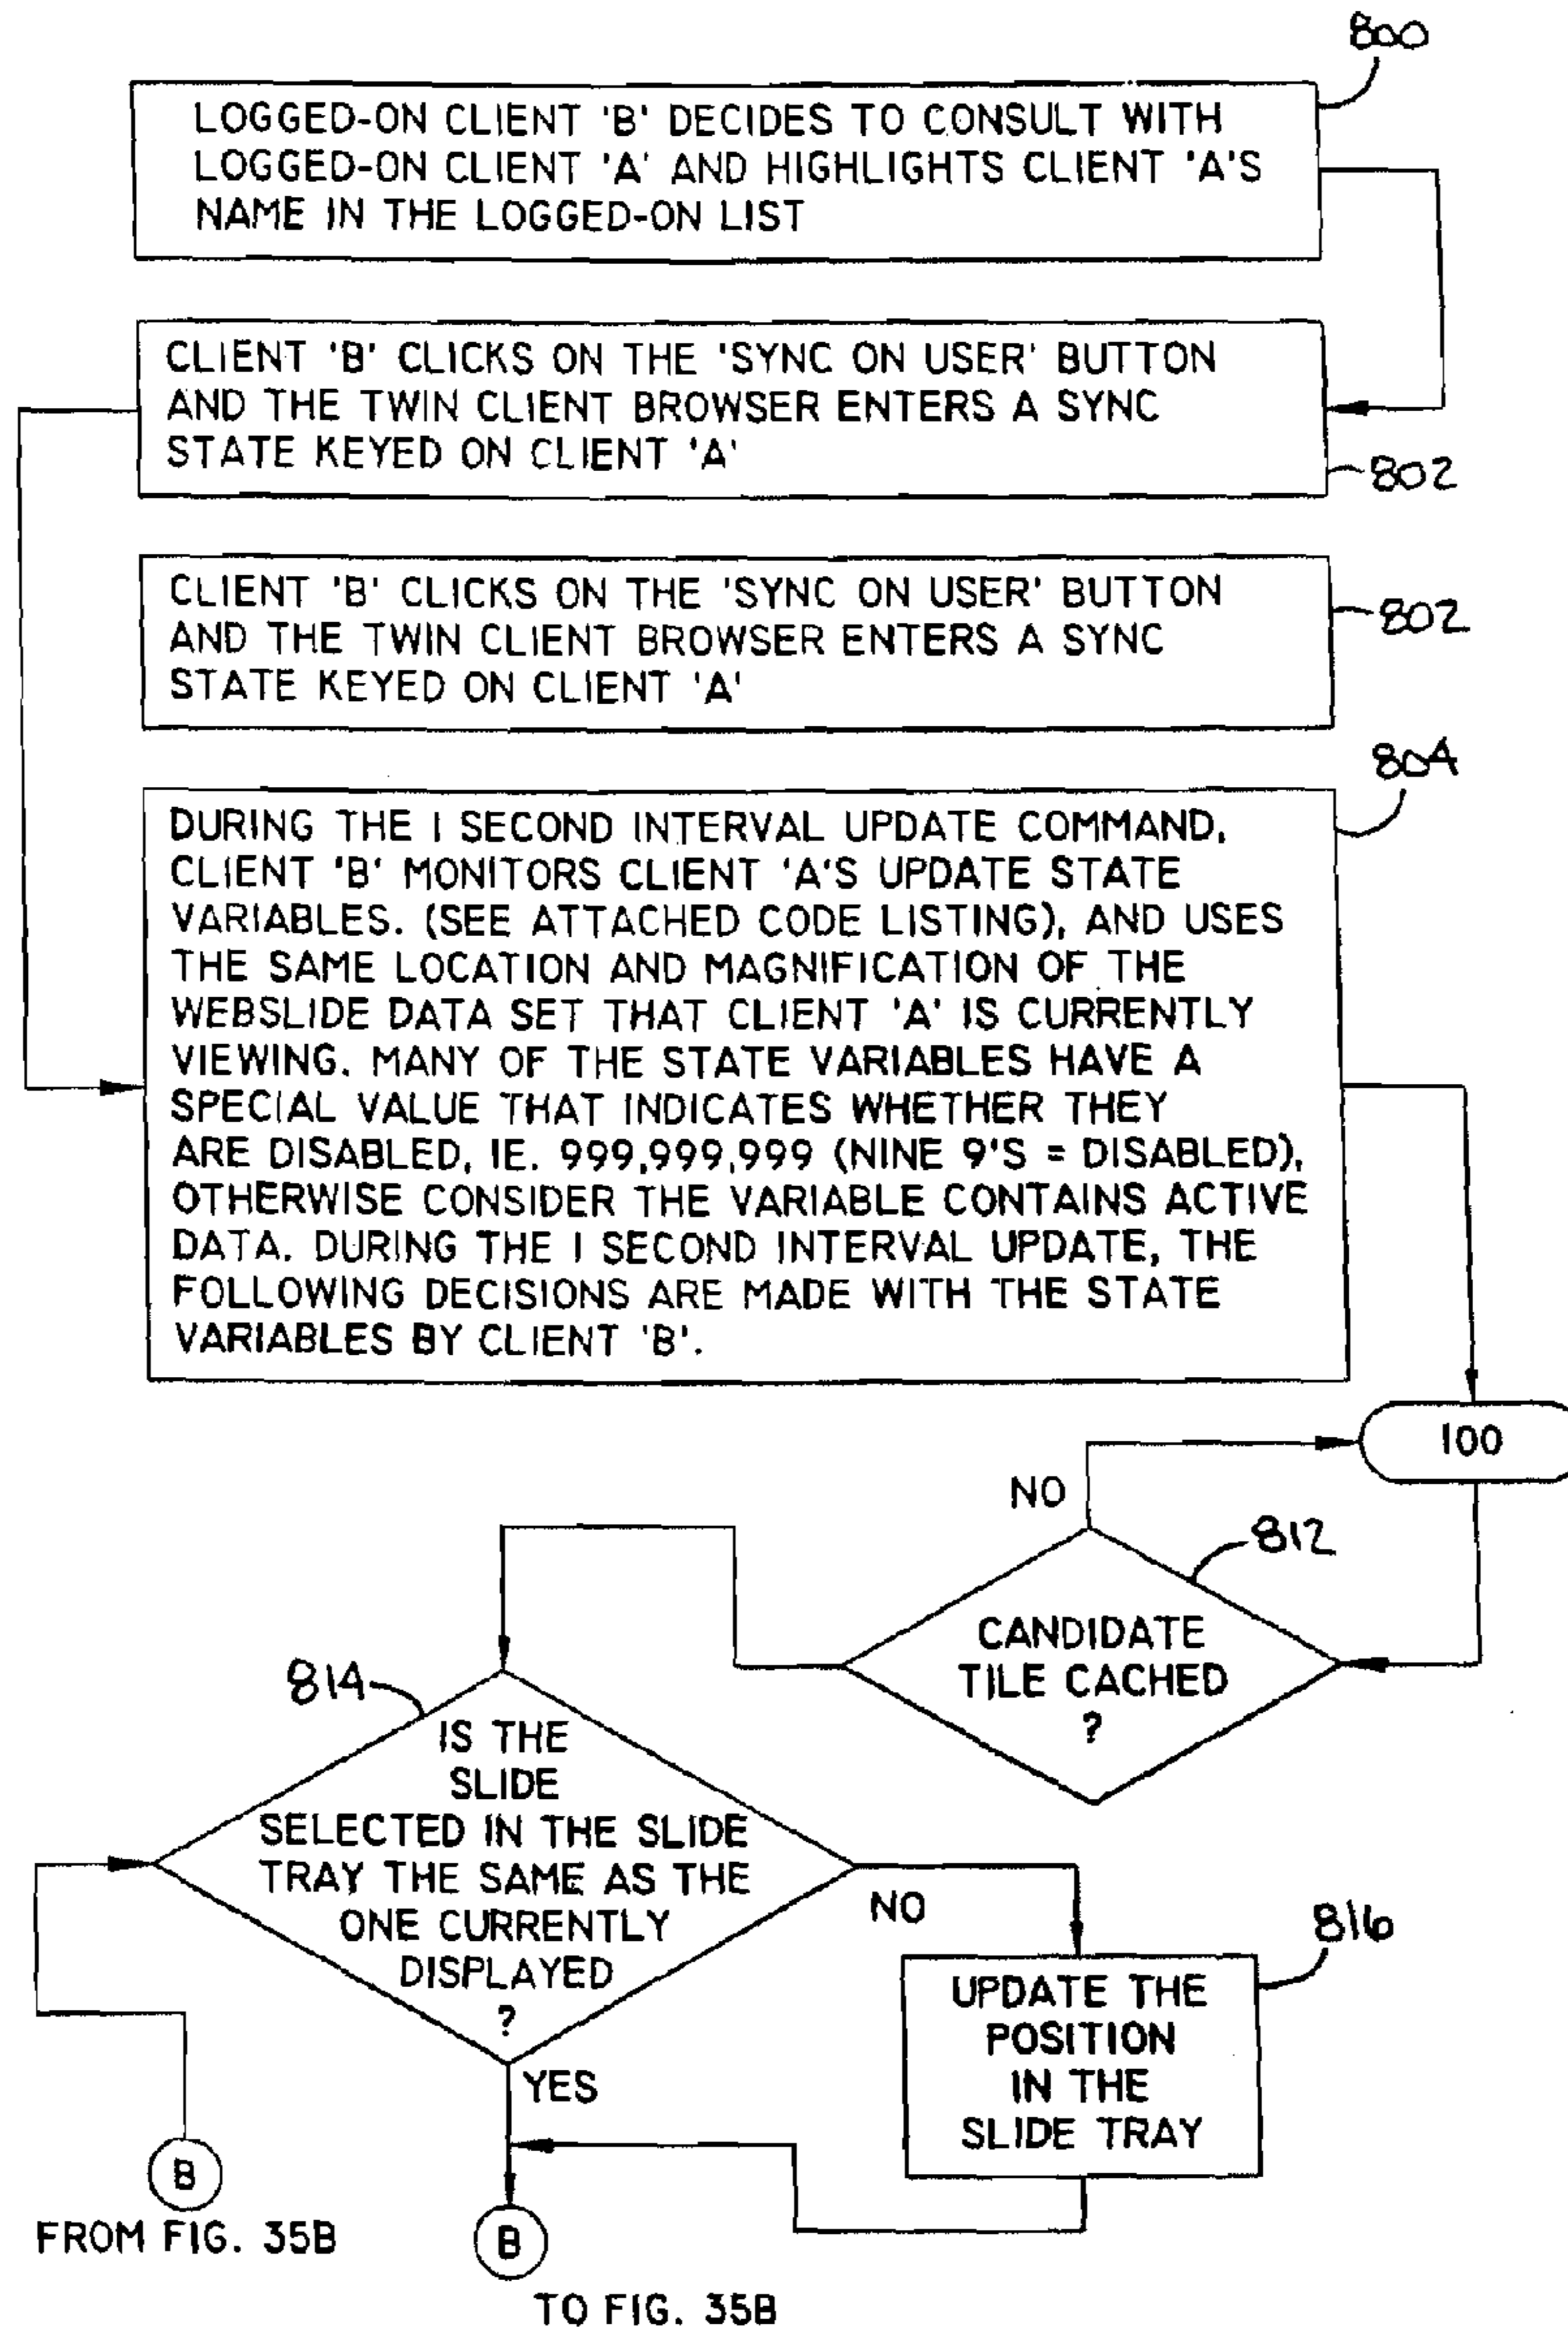 800
LOGGED-ON CLIENT 'B' DECIDES TO CONSULT WITH
LOGGED-ON CLIENT 'A' AND HIGHLIGHTS CLIENT 'A'S
NAME IN THE LOGGED-ON LIST
CLIENT 'B' CLICKS ON THE 'SYNC ON USER' BUTTON
AND THE TWIN CLIENT BROWSER ENTERS A SYNC
STATE KEYED ON CLIENT 'A'
802
CLIENT 'B' CLICKS ON THE 'SYNC ON USER' BUTTON
AND THE TWIN CLIENT BROWSER ENTERS A SYNC
STATE KEYED ON CLIENT 'A'
802
804
DURING THE 1 SECOND INTERVAL UPDATE COMMAND,
CLIENT 'B' MONITORS CLIENT 'A'S UPDATE STATE
VARIABLES. (SEE ATTACHED CODE LISTING), AND USES
THE SAME LOCATION AND MAGNIFICATION OF THE
WEBSLIDE DATA SET THAT CLIENT 'A' IS CURRENTLY
VIEWING. MANY OF THE STATE VARIABLES HAVE A
SPECIAL VALUE THAT INDICATES WHETHER THEY
ARE DISABLED, IE. 999,999,999 (NINE 9'S = DISABLED),
OTHERWISE CONSIDER THE VARIABLE CONTAINS ACTIVE
DATA. DURING THE 1 SECOND INTERVAL UPDATE, THE
FOLLOWING DECISIONS ARE MADE WITH THE STATE
VARIABLES BY CLIENT 'B'.
100
NO
812
CANDIDATE
TILE CACHED
?
814
IS THE
SLIDE
SELECTED IN THE SLIDE
TRAY THE SAME AS THE
ONE CURRENTLY
DISPLAYED
?
NO
816
UPDATE THE
POSITION
IN THE
SLIDE TRAY
YES
B
FROM FIG. 35B
B
TO FIG. 35B